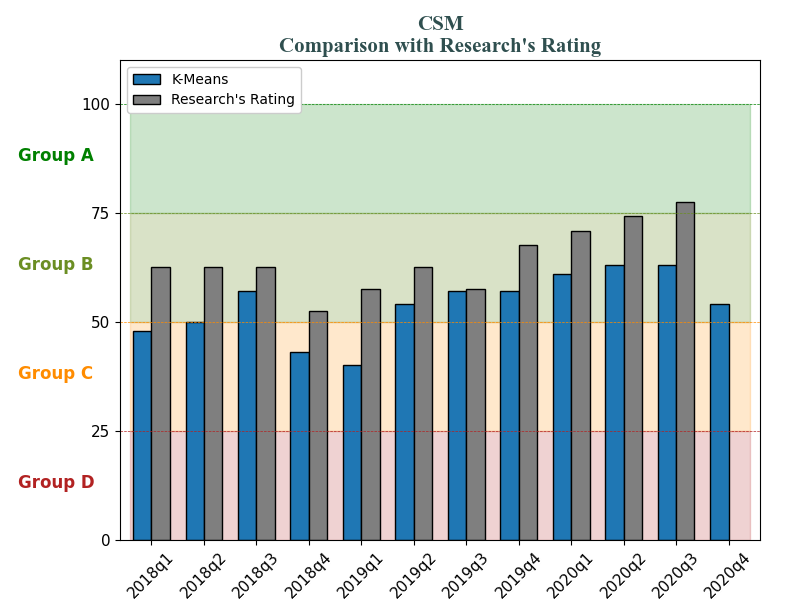 CSM
Comparison with Research's Rating
K-Means
Research's Rating
100
Group A
75
Group B
50
Group C
25
Group D
0
2018q1
2018q2
2018q3
2018q4
2019q1
2019q2
2019q3
2019q4
2020q1
2020q2
2020q3
2020q4